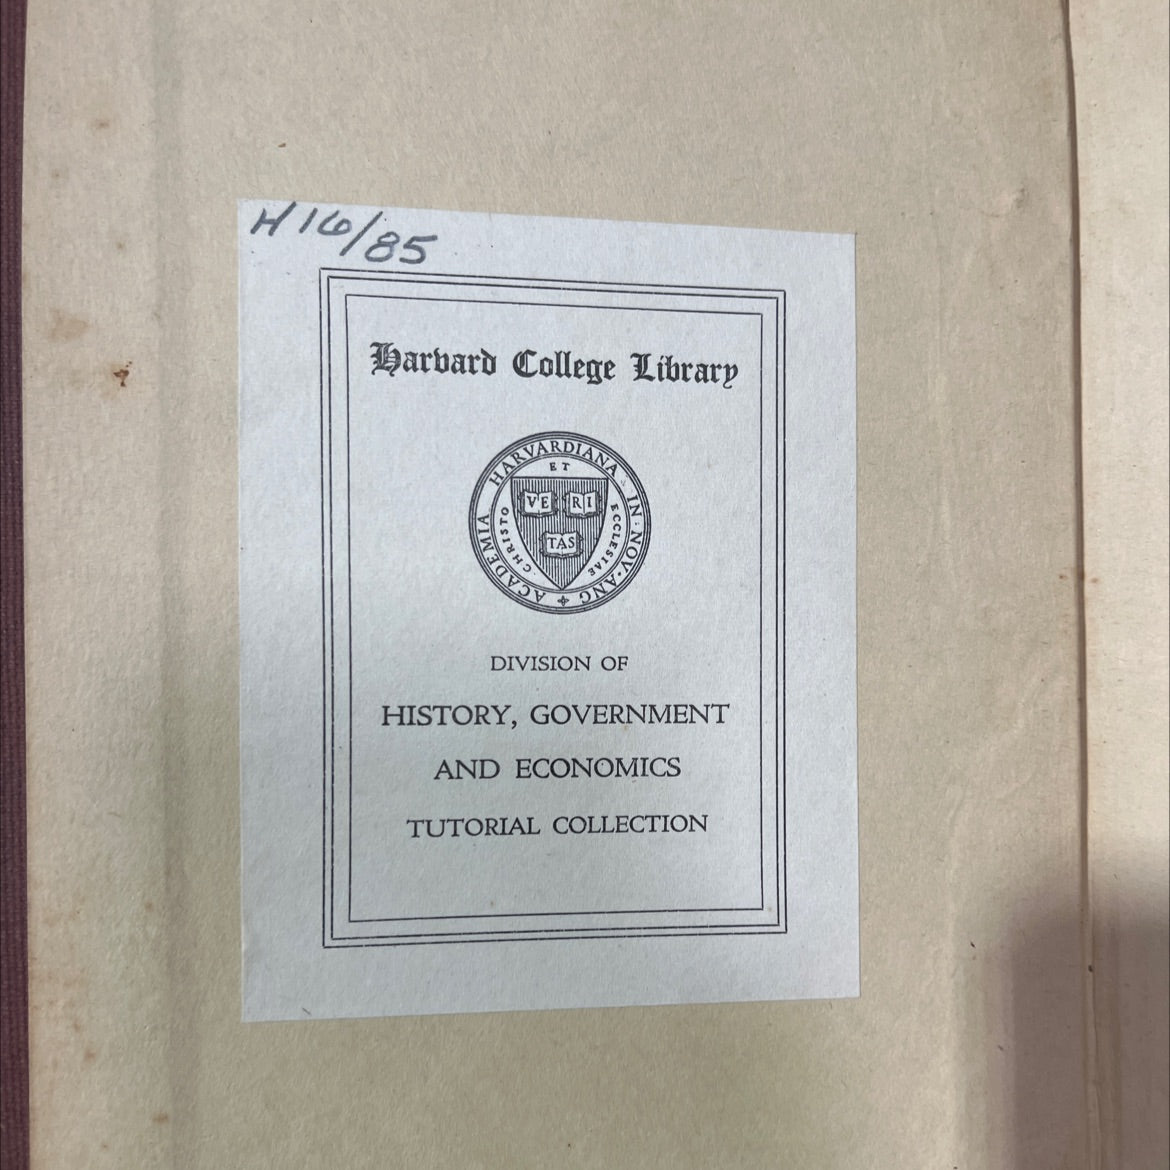 H16/85
Harvard College Library
ACADEMIA HARVARDIANA IN·NOV·ANG
CHRISTO ET ECCLESIAE
VE RI
TAS
DIVISION OF
HISTORY, GOVERNMENT
AND ECONOMICS
TUTORIAL COLLECTION